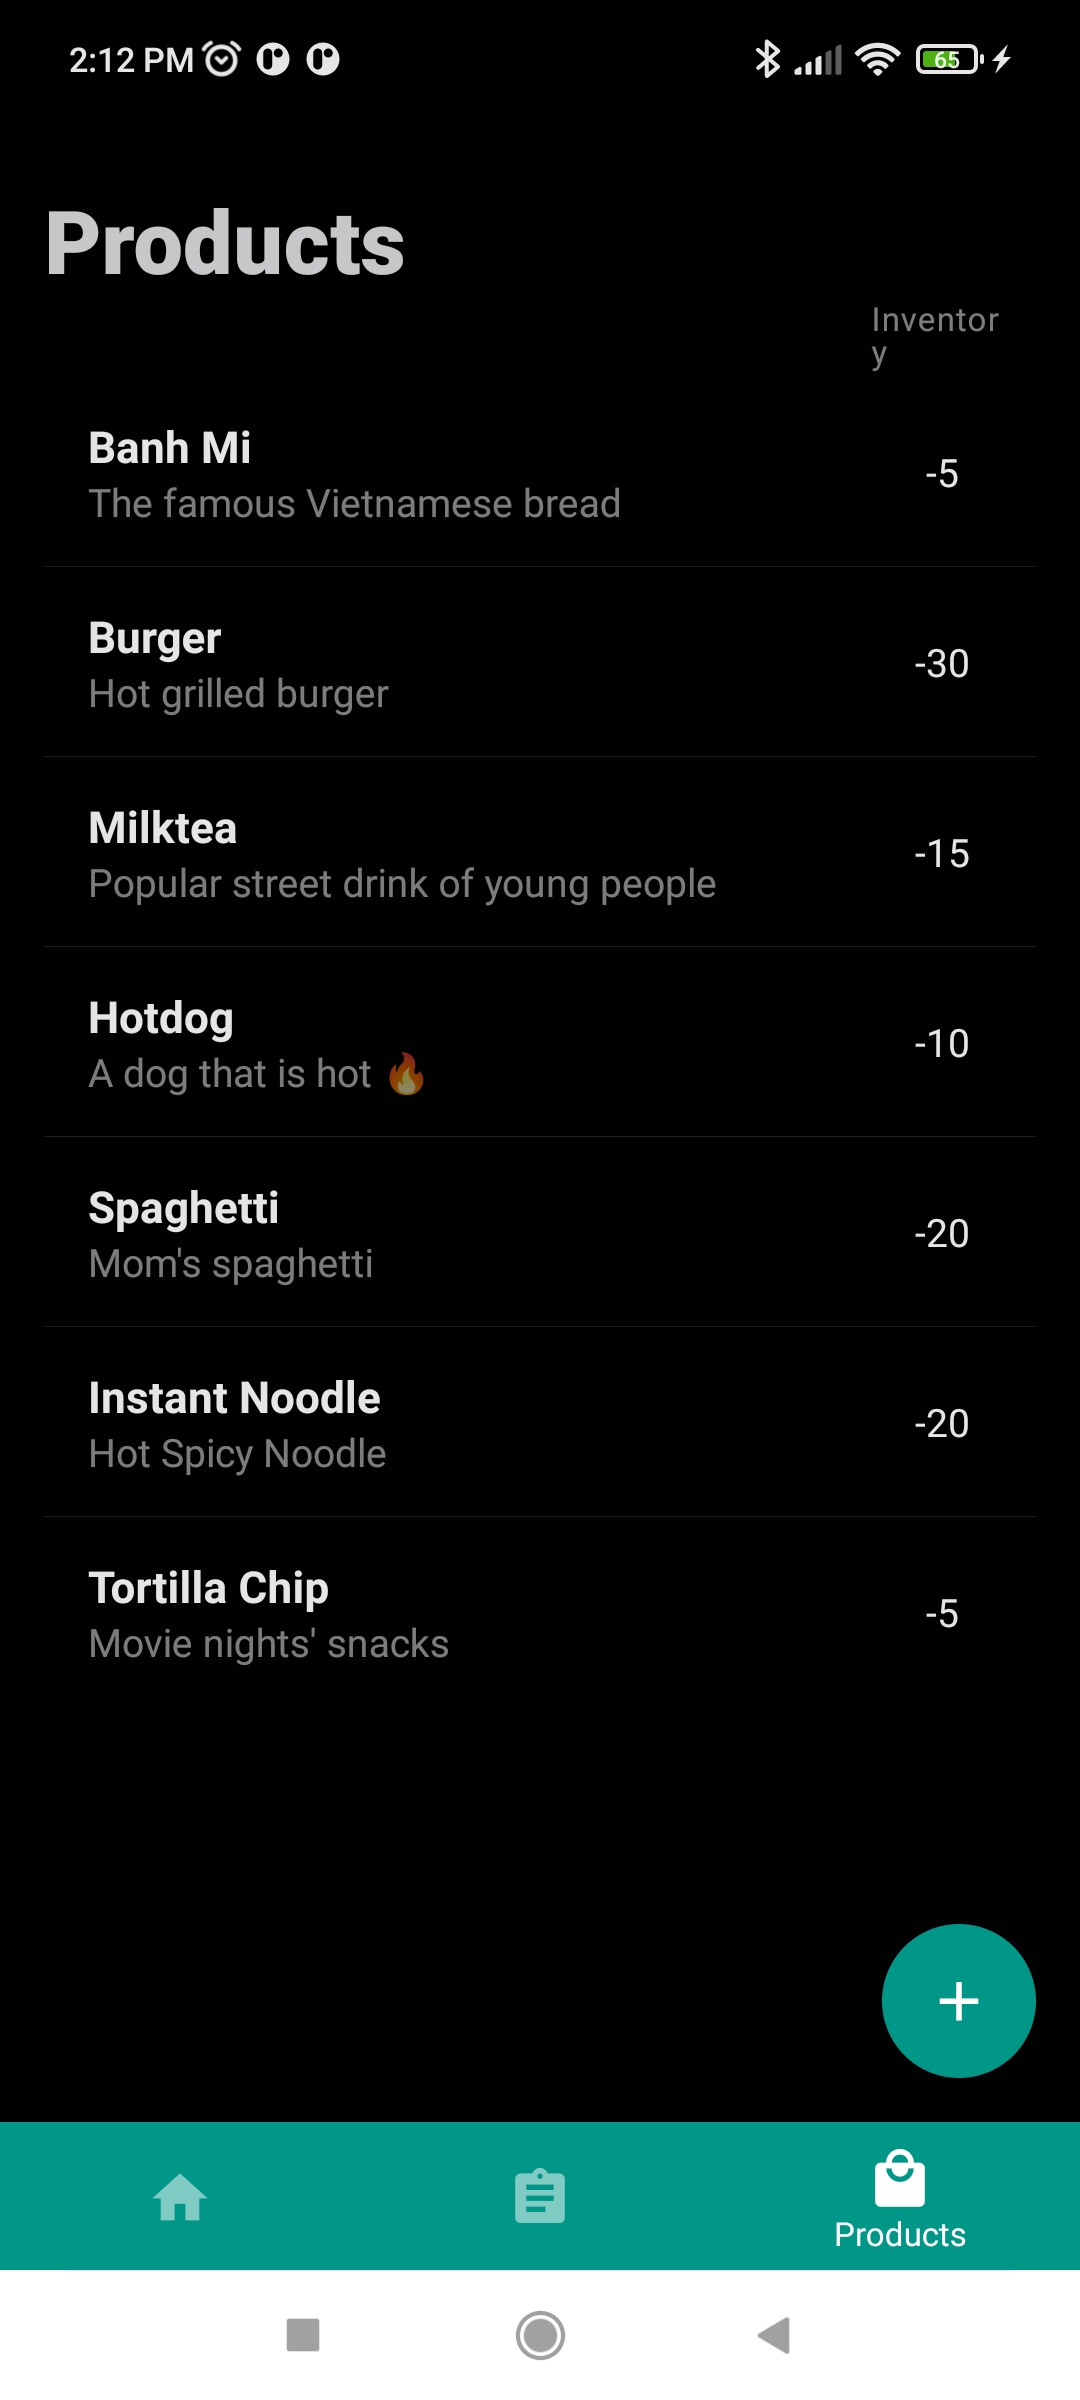 2:12 PM
65
Products
Inventor
y
Banh Mi
The famous Vietnamese bread
-5
Burger
Hot grilled burger
-30
Milktea
Popular street drink of young people
-15
Hotdog
A dog that is hot 🔥
-10
Spaghetti
Mom's spaghetti
-20
Instant Noodle
Hot Spicy Noodle
-20
Tortilla Chip
Movie nights' snacks
-5
Products